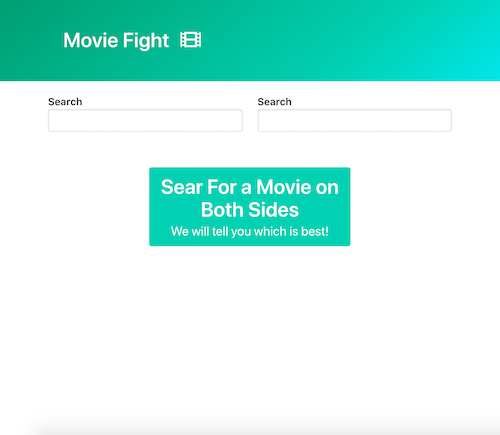 Movie Fight
Search
Search
Sear For a Movie on
Both Sides
We will tell you which is best!